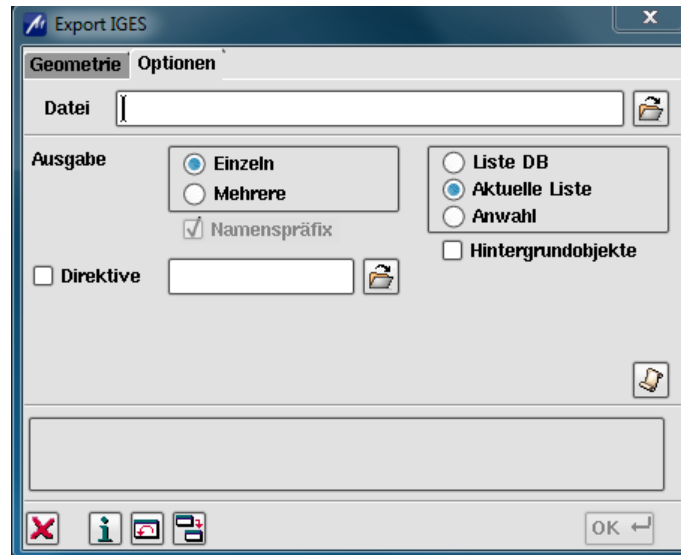 Export IGES
Geometrie Optionen
Datei
Ausgabe
Einzeln
Mehrere
Namenspräfix
Liste DB
Aktuelle Liste
Anwahl
Hintergrundobjekte
Direktive
OK